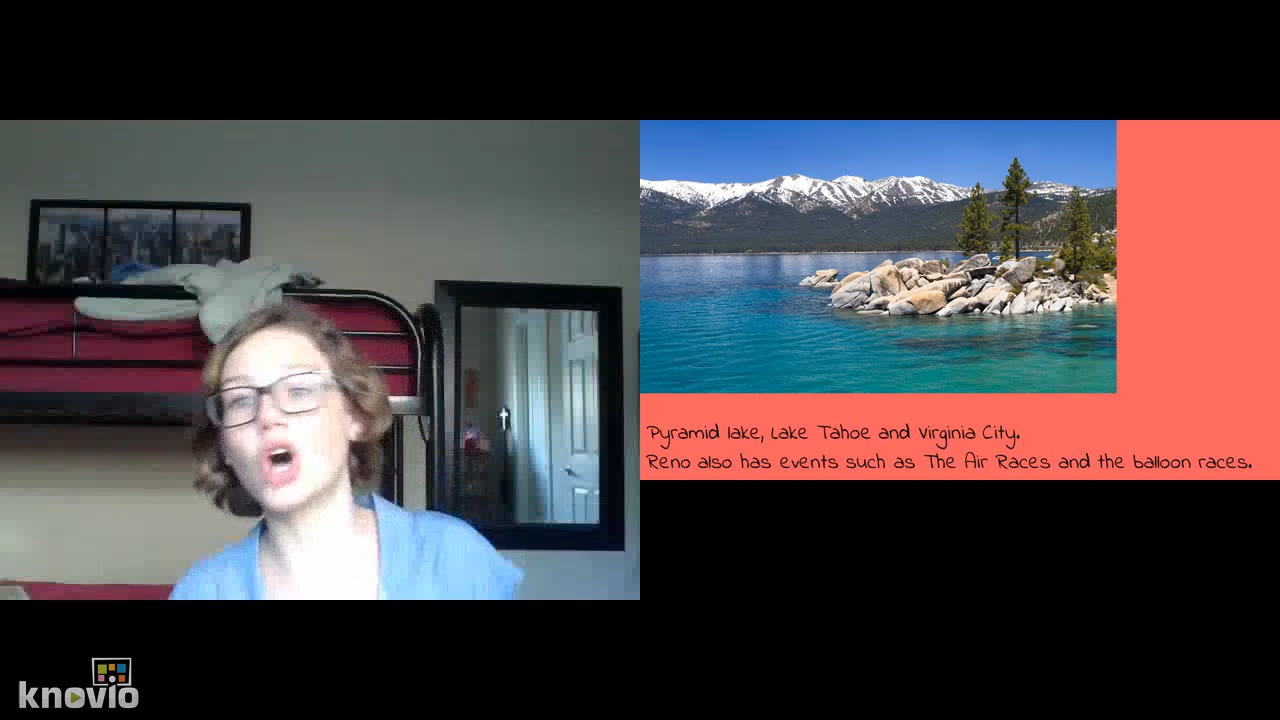 Pyramid lake, Lake Tahoe and Virginia City.
Reno also has events such as The Air Races and the balloon races.
knovio